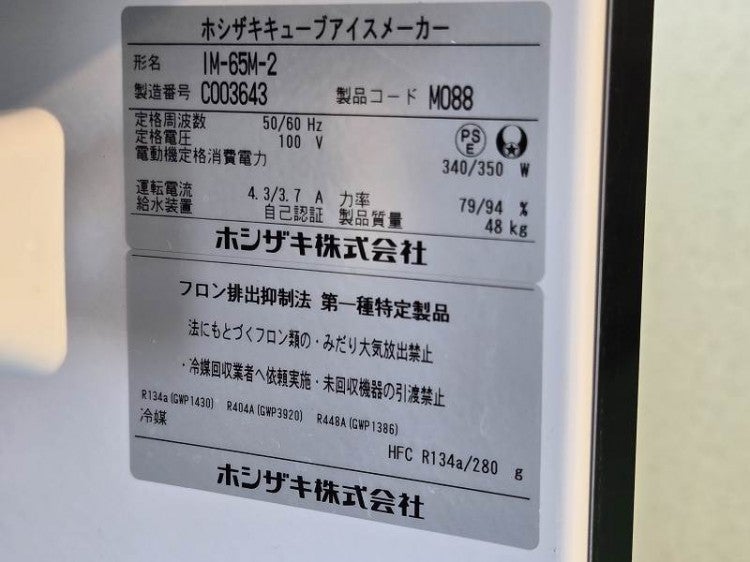 ホシザキキューブアイスメーカー
形名 IM-65M-2
製造番号 C003643 製品コード M088
定格周波数 50/60 Hz
定格電圧 100 V
PS E
電動機定格消費電力 340/350 W
運転電流 4.3/3.7 A 力率 79/94 %
給水装置 自己認証 製品質量 48 kg
ホシザキ株式会社
フロン排出抑制法 第一種特定製品
法にもとづくフロン類の・みだり大気放出禁止
・冷媒回収業者へ依頼実施・未回収機器の引渡禁止
R134a(GWP1430) R404A(GWP3920) R448A(GWP1386)
冷媒 HFC R134a/280 g
ホシザキ株式会社